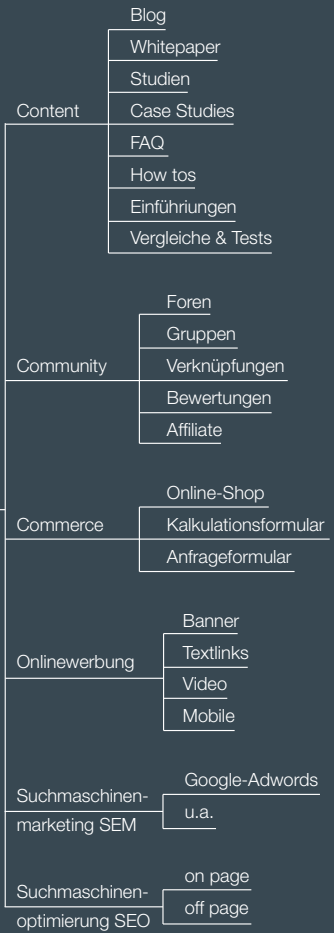 Content
Blog
Whitepaper
Studien
Case Studies
FAQ
How tos
Einführiungen
Vergleiche & Tests
Community
Foren
Gruppen
Verknüpfungen
Bewertungen
Affiliate
Commerce
Online-Shop
Kalkulationsformular
Anfrageformular
Onlinewerbung
Banner
Textlinks
Video
Mobile
Suchmaschinen-
marketing SEM
Google-Adwords
u.a.
Suchmaschinen-
optimierung SEO
on page
off page